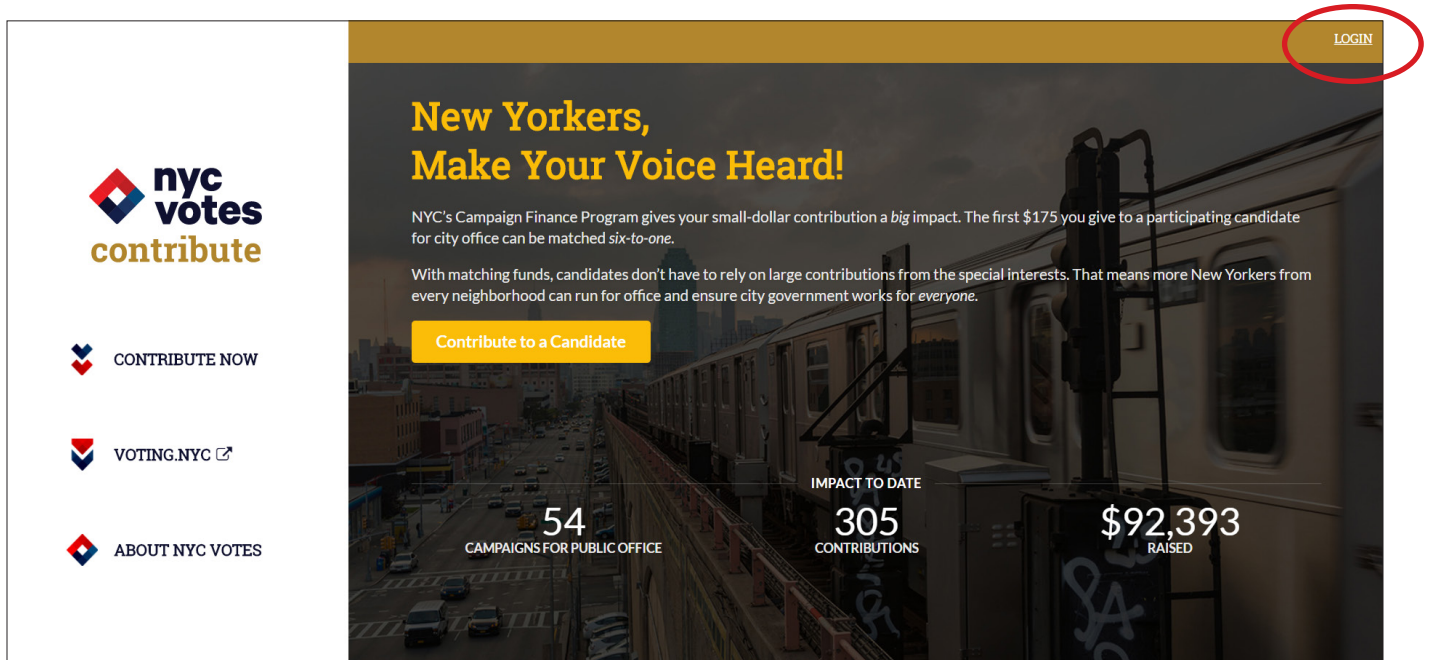 LOGIN
nyc
votes
contribute
CONTRIBUTE NOW
VOTING.NYC
ABOUT NYC VOTES
New Yorkers,
Make Your Voice Heard!
NYC's Campaign Finance Program gives your small-dollar contribution a big impact. The first $175 you give to a participating candidate
for city office can be matched six-to-one.
With matching funds, candidates don't have to rely on large contributions from the special interests. That means more New Yorkers from
every neighborhood can run for office and ensure city government works for everyone.
Contribute to a Candidate
IMPACT TO DATE
54
CAMPAIGNS FOR PUBLIC OFFICE
305
CONTRIBUTIONS
$92,393
RAISED